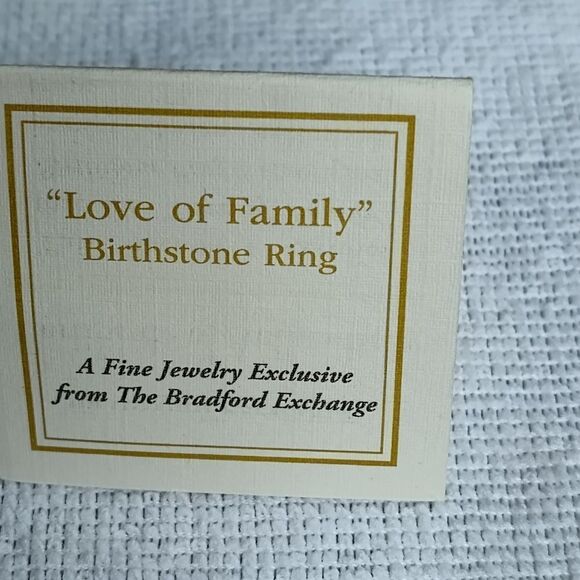 “Love of Family”
Birthstone Ring
A Fine Jewelry Exclusive
from The Bradford Exchange